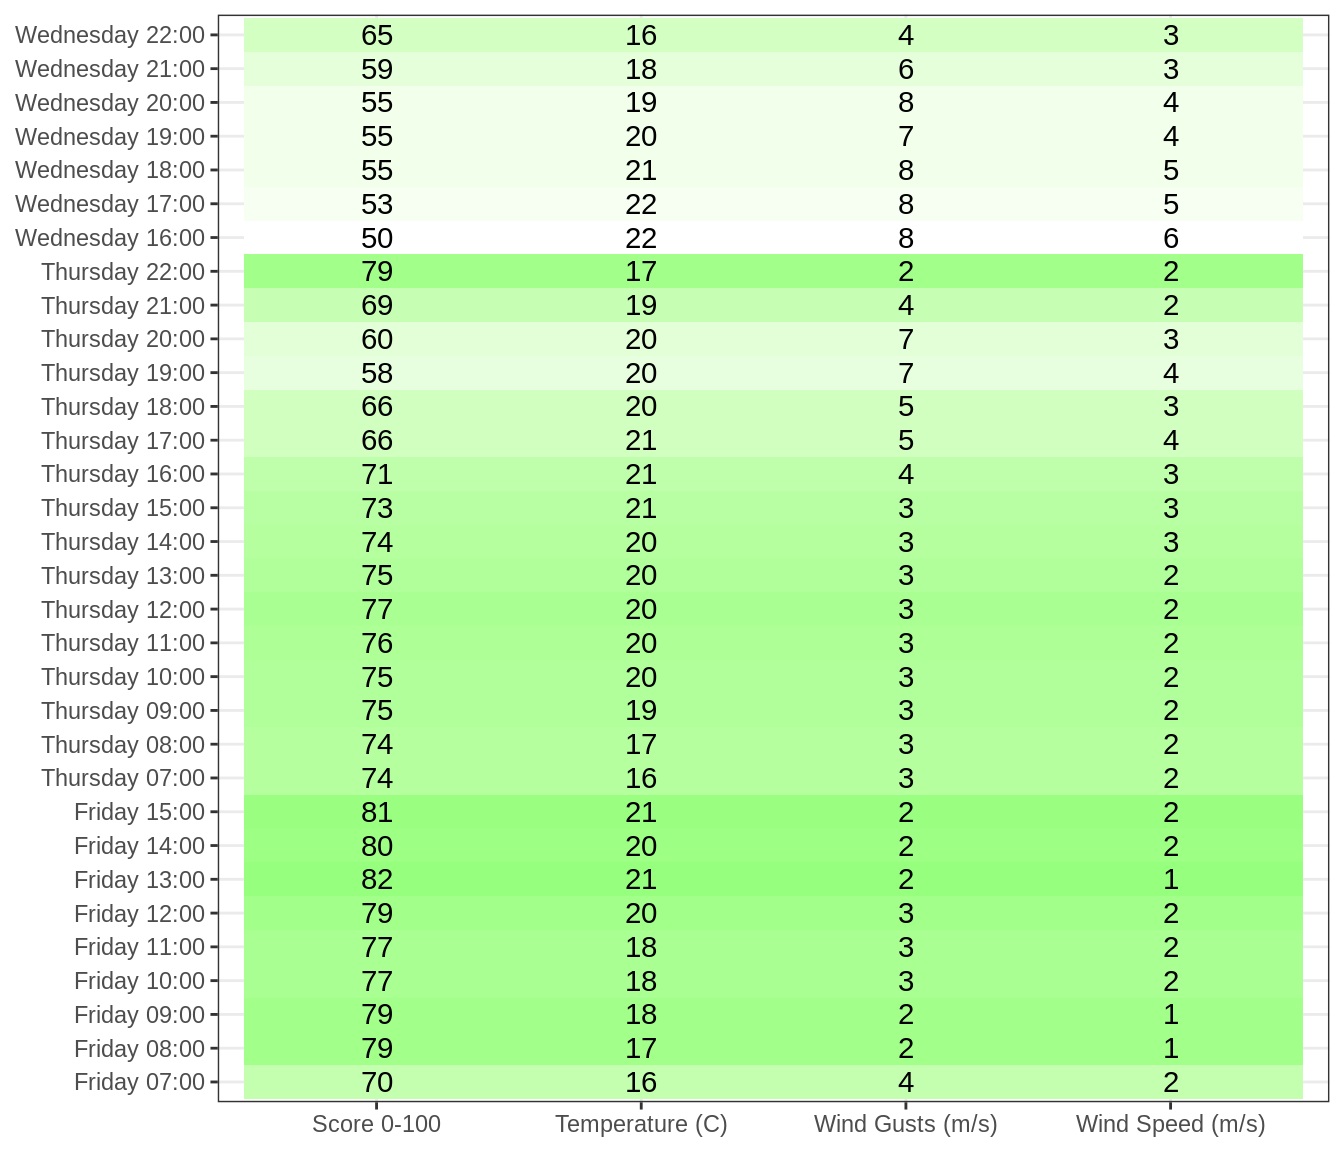 Wednesday 22:00 65 16 4 3
Wednesday 21:00 59 18 6 3
Wednesday 20:00 55 19 8 4
Wednesday 19:00 55 20 7 4
Wednesday 18:00 55 21 8 5
Wednesday 17:00 53 22 8 5
Wednesday 16:00 50 22 8 6
Thursday 22:00 79 17 2 2
Thursday 21:00 69 19 4 2
Thursday 20:00 60 20 7 3
Thursday 19:00 58 20 7 4
Thursday 18:00 66 20 5 3
Thursday 17:00 66 21 5 4
Thursday 16:00 71 21 4 3
Thursday 15:00 73 21 3 3
Thursday 14:00 74 20 3 3
Thursday 13:00 75 20 3 2
Thursday 12:00 77 20 3 2
Thursday 11:00 76 20 3 2
Thursday 10:00 75 20 3 2
Thursday 09:00 75 19 3 2
Thursday 08:00 74 17 3 2
Thursday 07:00 74 16 3 2
Friday 15:00 81 21 2 2
Friday 14:00 80 20 2 2
Friday 13:00 82 21 2 1
Friday 12:00 79 20 3 2
Friday 11:00 77 18 3 2
Friday 10:00 77 18 3 2
Friday 09:00 79 18 2 1
Friday 08:00 79 17 2 1
Friday 07:00 70 16 4 2
Score 0-100 Temperature (C) Wind Gusts (m/s) Wind Speed (m/s)